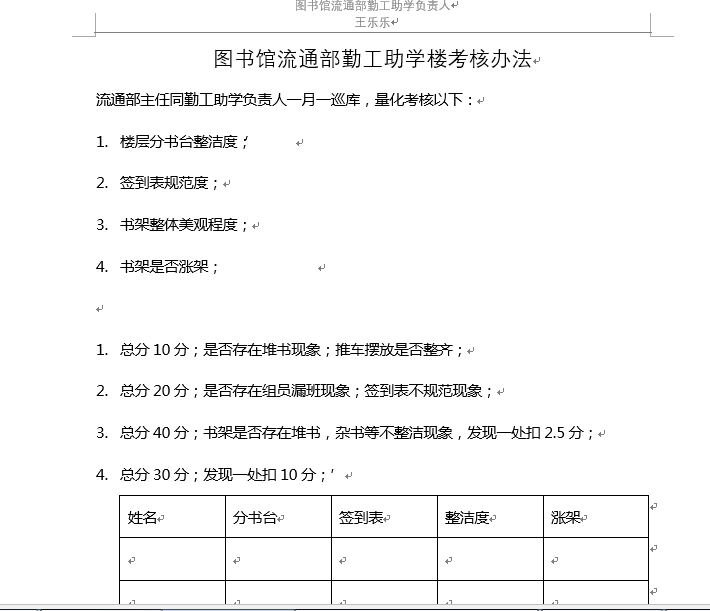 图书馆流通部勤工助学负责人
王乐乐
图书馆流通部勤工助学楼考核办法
流通部主任同勤工助学负责人一月一巡库，量化考核以下：
1. 楼层分书台整洁度；'
2. 签到表规范度；
3. 书架整体美观程度；
4. 书架是否涨架；
1. 总分 10 分；是否存在堆书现象；推车摆放是否整齐；
2. 总分 20 分；是否存在组员漏班现象；签到表不规范现象；
3. 总分 40 分；书架是否存在堆书，杂书等不整洁现象，发现一处扣 2.5 分；
4. 总分 30 分；发现一处扣 10 分；′
姓名 分书台 签到表 整洁度 涨架